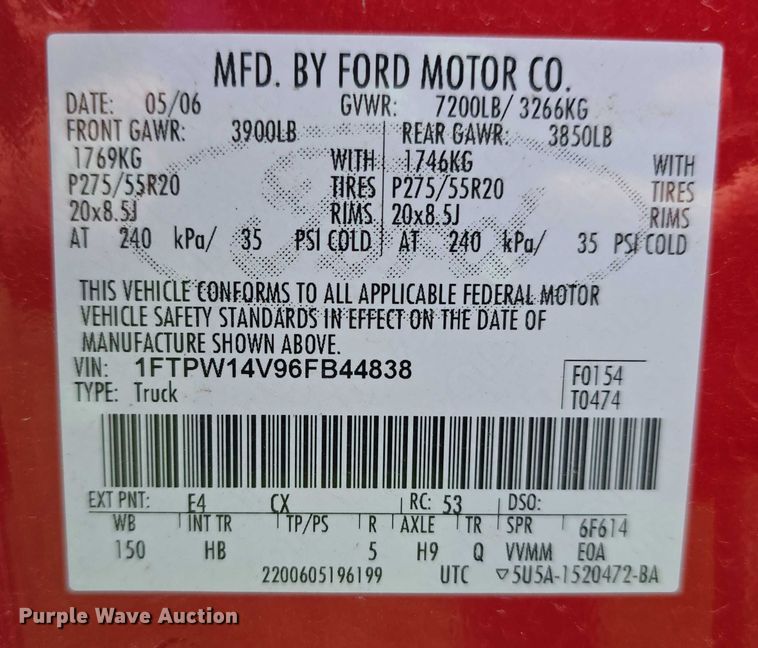 MFD. BY FORD MOTOR CO.
DATE: 05/06 GVWR: 7200LB/ 3266KG
FRONT GAWR: 3900LB REAR GAWR: 3850LB
1769KG WITH 1746KG WITH
P275/55R20 TIRES P275/55R20 TIRES
20x8.5J RIMS 20x8.5J RIMS
AT 240 kPa/ 35 PSI COLD AT 240 kPa/ 35 PSI COLD
THIS VEHICLE CONFORMS TO ALL APPLICABLE FEDERAL MOTOR
VEHICLE SAFETY STANDARDS IN EFFECT ON THE DATE OF
MANUFACTURE SHOWN ABOVE.
VIN: 1FTPW14V96FB44838 F0154
TYPE: Truck T0474
EXT PNT: E4 CX RC: 53 DSO:
WB INT TR TP/PS R AXLE TR SPR 6F614
150 HB 5 H9 Q VVMM E0A
2200605196199 UTC ▽5U5A-1520472-BA
Purple Wave Auction